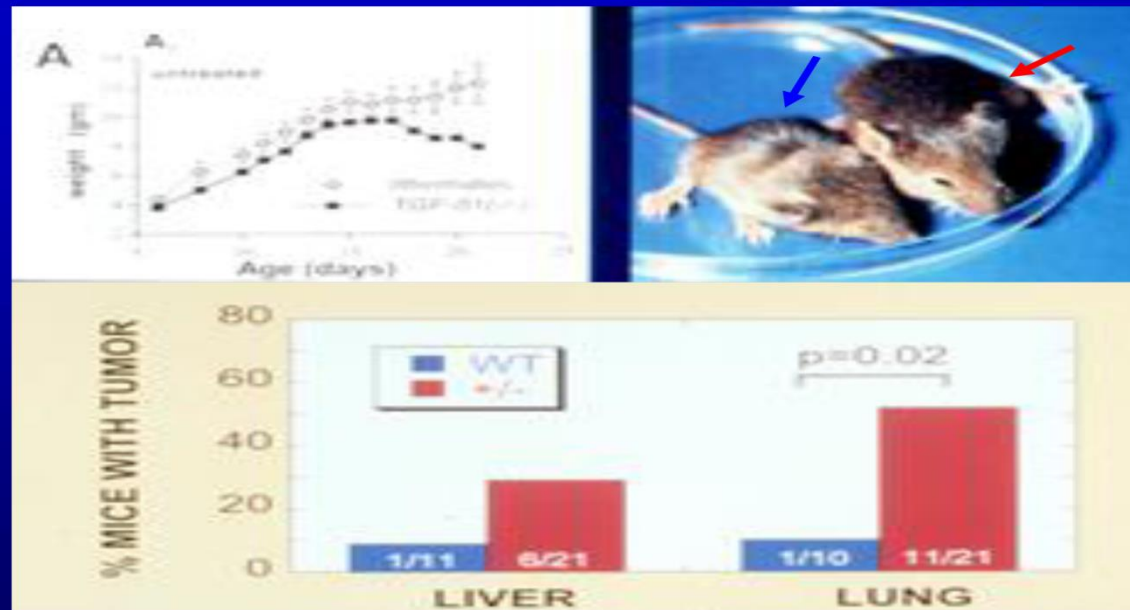 A
A.
untreated
weight (gm)
Age (days)
% MICE WITH TUMOR
80
60
40
20
0
WT
+/-
p=0.02
1/11
6/21
1/10
11/21
LIVER
LUNG